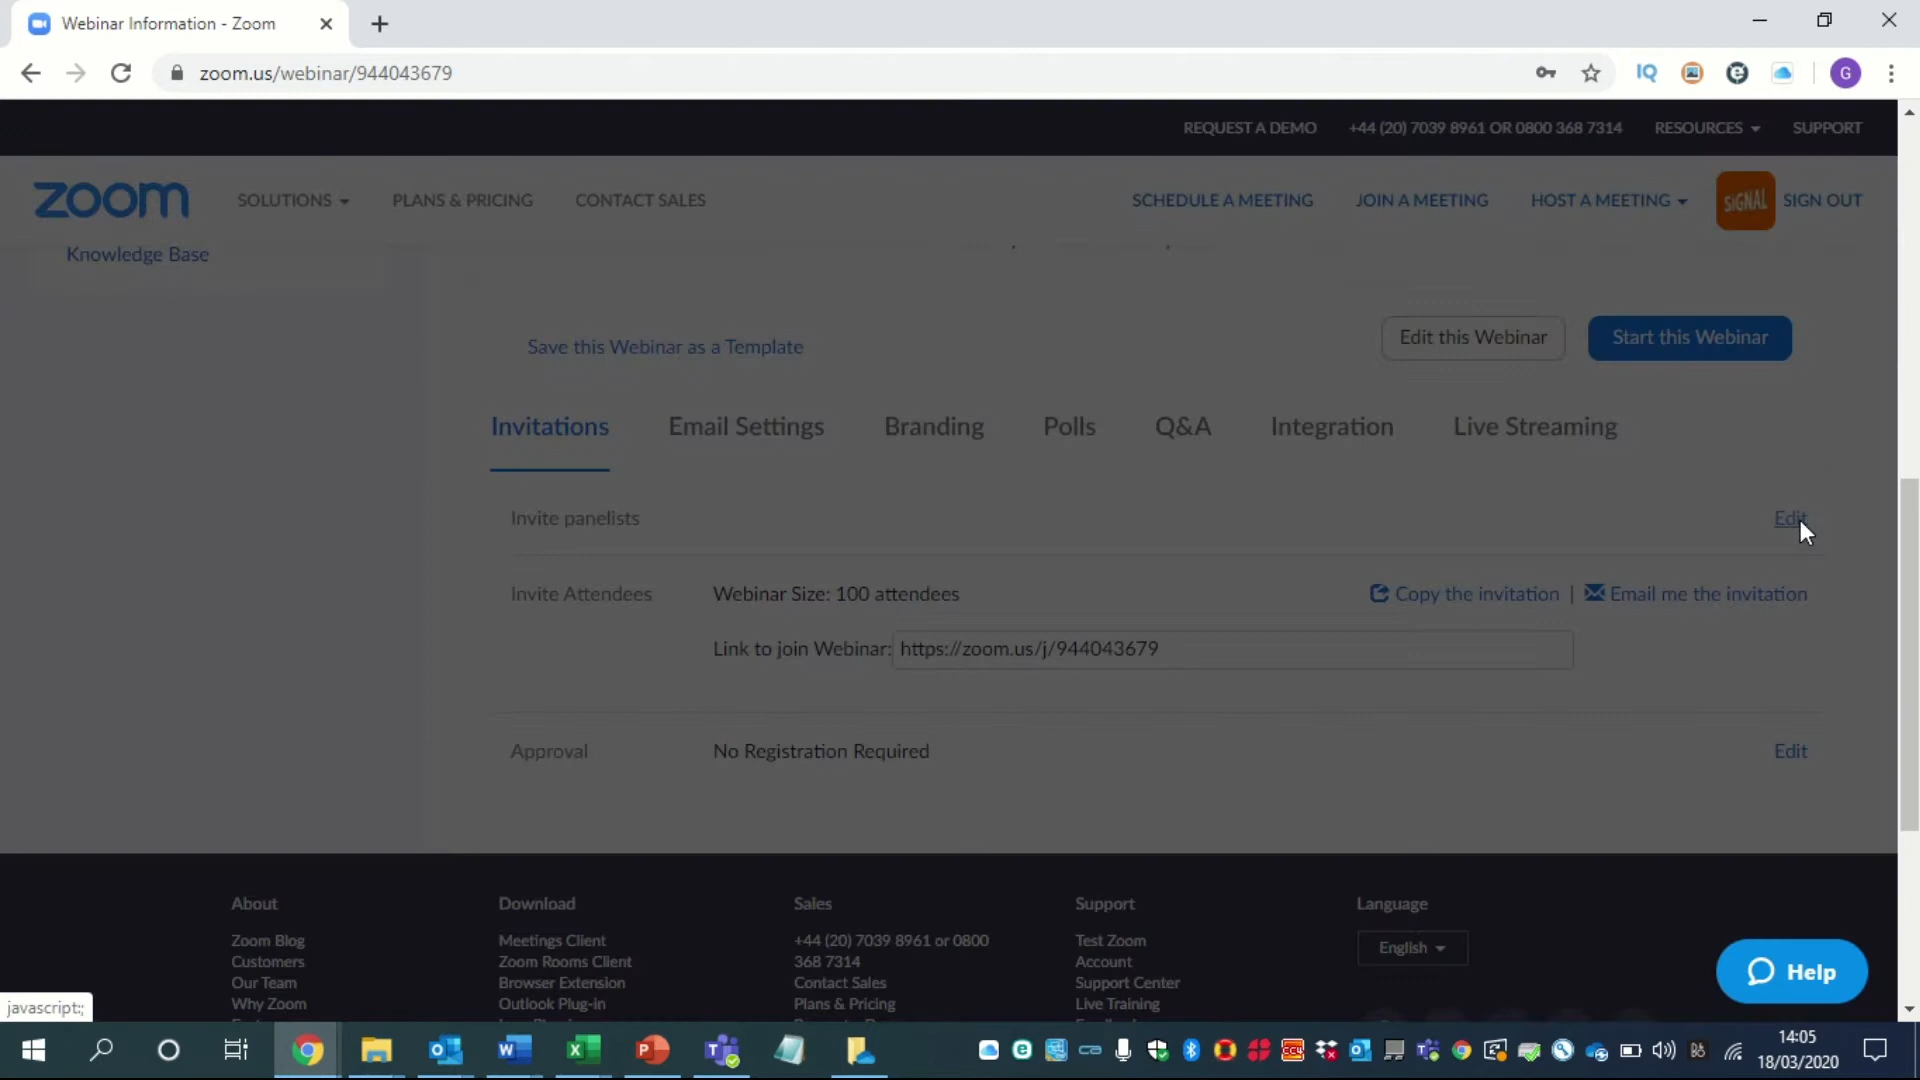 Webinar Information - Zoom
zoom.us/webinar/944043679
IQ
G
REQUEST A DEMO +44 (20) 7039 8961 OR 0800 368 7314 RESOURCES SUPPORT
zoom SOLUTIONS PLANS & PRICING CONTACT SALES SCHEDULE A MEETING JOIN A MEETING HOST A MEETING SiGNAL SIGN OUT
Knowledge Base
Save this Webinar as a Template Edit this Webinar Start this Webinar
Invitations Email Settings Branding Polls Q&A Integration Live Streaming
Invite panelists Edit
Invite Attendees Webinar Size: 100 attendees Copy the invitation | Email me the invitation
Link to join Webinar: https://zoom.us/j/944043679
Approval No Registration Required Edit
About Download Sales Support Language
Zoom Blog Meetings Client +44 (20) 7039 8961 or 0800 Test Zoom English
Customers Zoom Rooms Client 368 7314 Account
Our Team Browser Extension Contact Sales Support Center
Why Zoom Outlook Plug-in Plans & Pricing Live Training
Help
javascript:;
14:05
18/03/2020